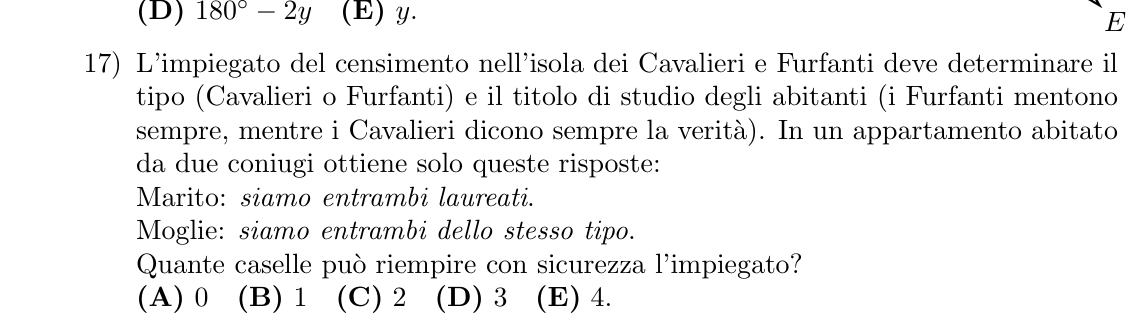 (D) 180° − 2y (E) y.
E
17) L'impiegato del censimento nell'isola dei Cavalieri e Furfanti deve determinare il
tipo (Cavalieri o Furfanti) e il titolo di studio degli abitanti (i Furfanti mentono
sempre, mentre i Cavalieri dicono sempre la verità). In un appartamento abitato
da due coniugi ottiene solo queste risposte:
Marito: siamo entrambi laureati.
Moglie: siamo entrambi dello stesso tipo.
Quante caselle può riempire con sicurezza l'impiegato?
(A) 0 (B) 1 (C) 2 (D) 3 (E) 4.